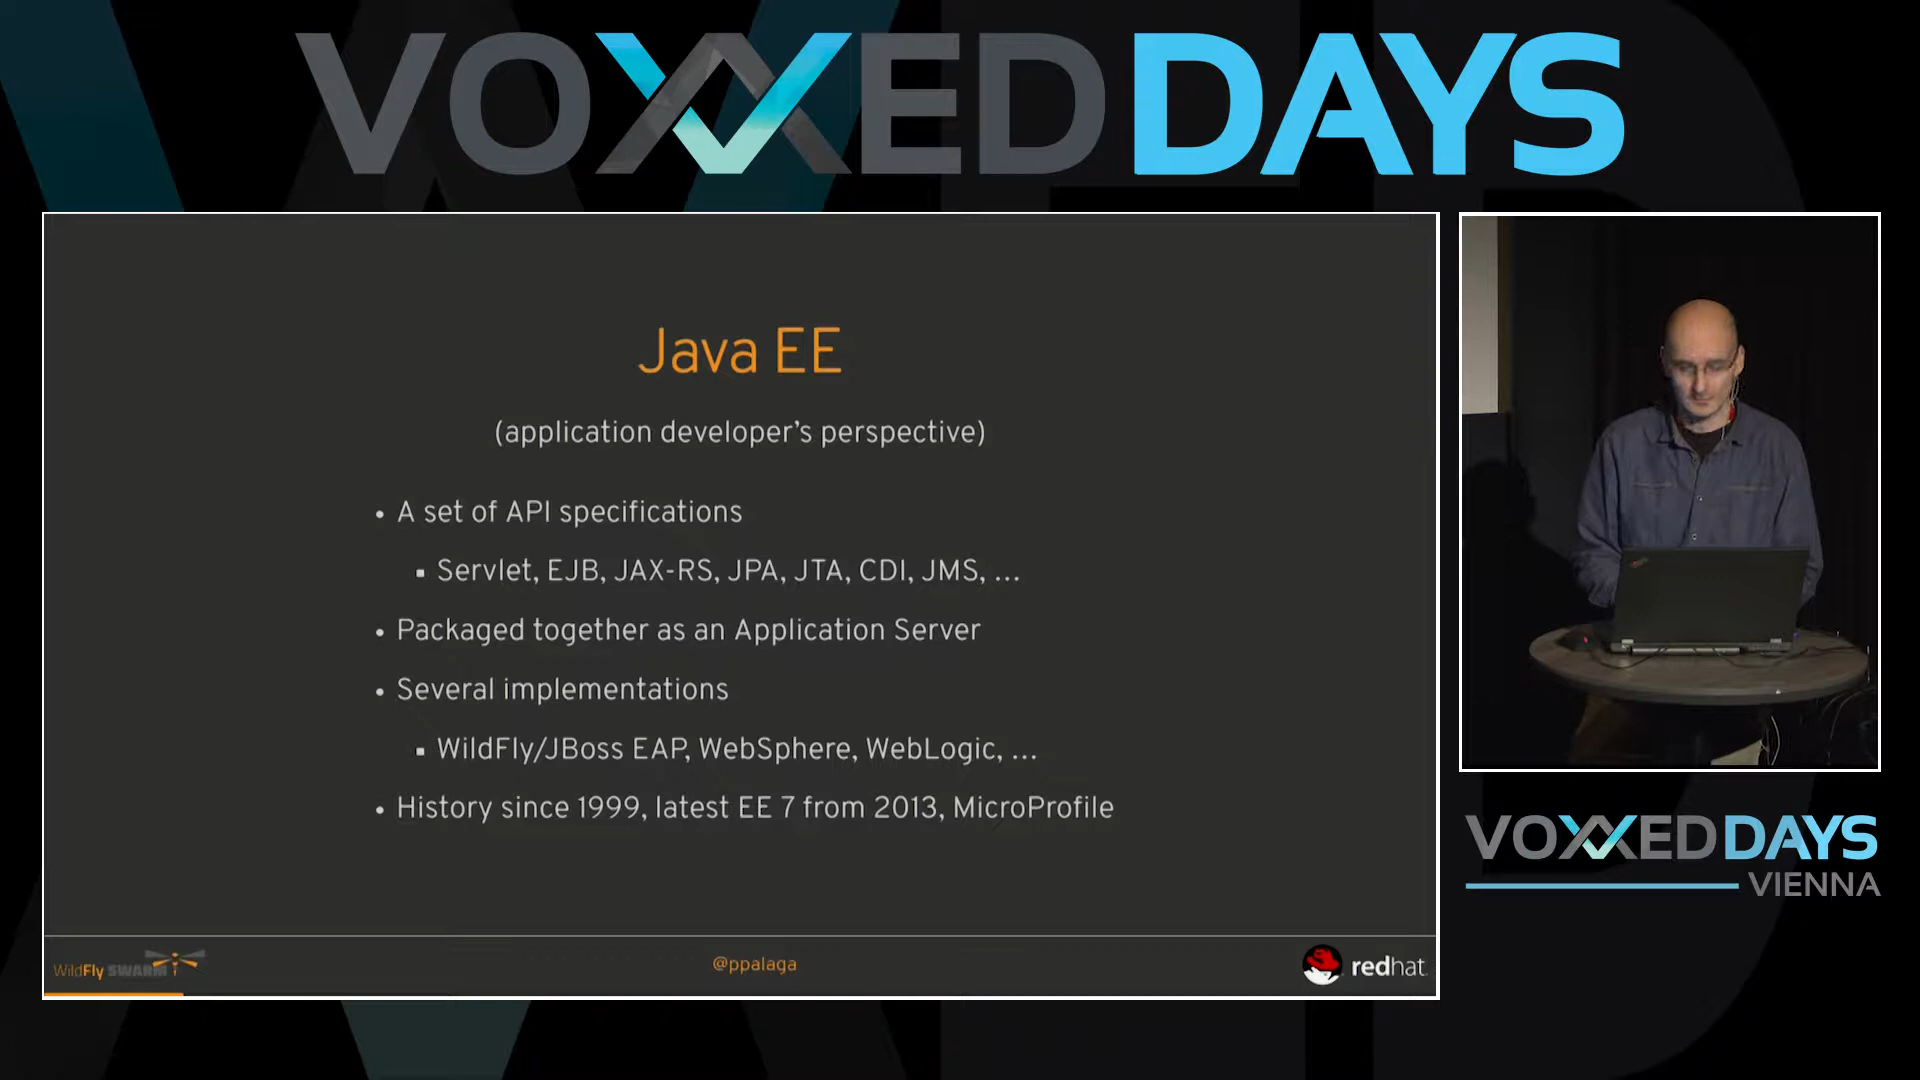 VOXXED DAYS
Java EE
(application developer's perspective)
• A set of API specifications
▪ Servlet, EJB, JAX-RS, JPA, JTA, CDI, JMS, ...
• Packaged together as an Application Server
• Several implementations
▪ WildFly/JBoss EAP, WebSphere, WebLogic, ...
• History since 1999, latest EE 7 from 2013, MicroProfile
WildFly SWARM
@ppalaga
redhat.
VOXXED DAYS
VIENNA